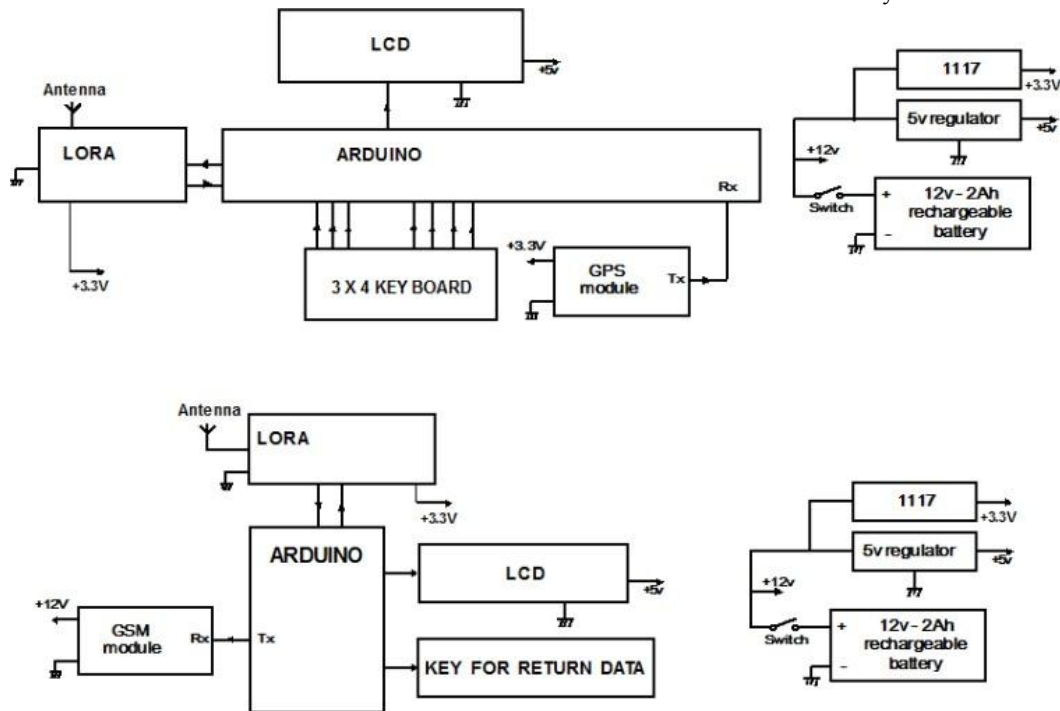 LCD
+5v
Antenna
LORA
+3.3V
ARDUINO
Rx
3 X 4 KEY BOARD
+3.3V
GPS
module
Tx
1117
+3.3V
5v regulator
+5v
+12v
Switch
+
12v - 2Ah
rechargeable
battery
–
Antenna
LORA
+3.3V
ARDUINO
Tx
+12V
GSM
module
Rx
LCD
+5v
KEY FOR RETURN DATA
1117
+3.3V
5v regulator
+5v
+12v
Switch
+
12v - 2Ah
rechargeable
battery
–